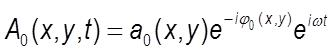 A₀(x,y,t) = a₀(x,y)e^{-iφ₀(x,y)}e^{iωt}